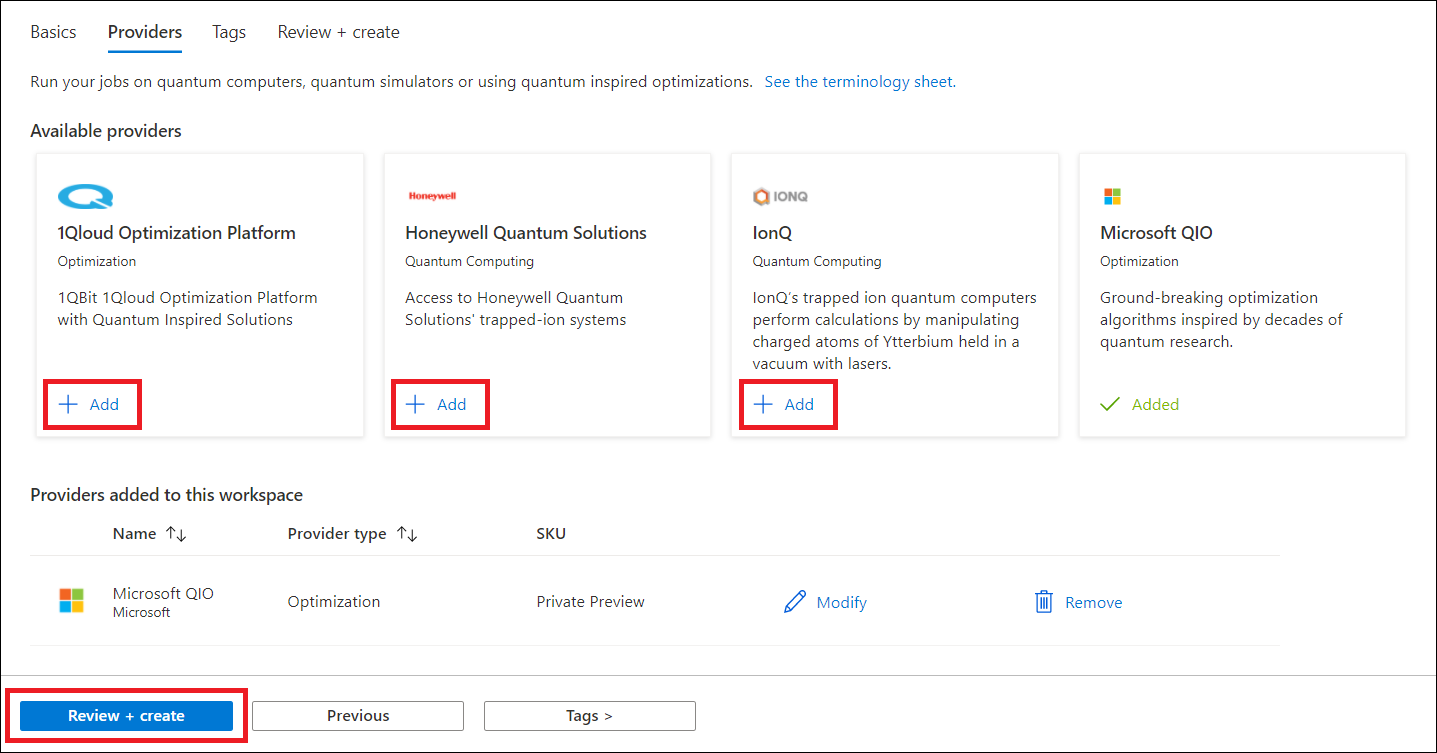 Basics Providers Tags Review + create
Run your jobs on quantum computers, quantum simulators or using quantum inspired optimizations. See the terminology sheet.
Available providers
1Qloud Optimization Platform
Optimization
1QBit 1Qloud Optimization Platform
with Quantum Inspired Solutions
+ Add
Honeywell
Honeywell Quantum Solutions
Quantum Computing
Access to Honeywell Quantum
Solutions' trapped-ion systems
+ Add
IONQ
IonQ
Quantum Computing
IonQ's trapped ion quantum computers
perform calculations by manipulating
charged atoms of Ytterbium held in a
vacuum with lasers.
+ Add
Microsoft QIO
Optimization
Ground-breaking optimization
algorithms inspired by decades of
quantum research.
Added
Providers added to this workspace
Name ↑↓ Provider type ↑↓ SKU
Microsoft QIO
Microsoft
Optimization Private Preview Modify Remove
Review + create Previous Tags >